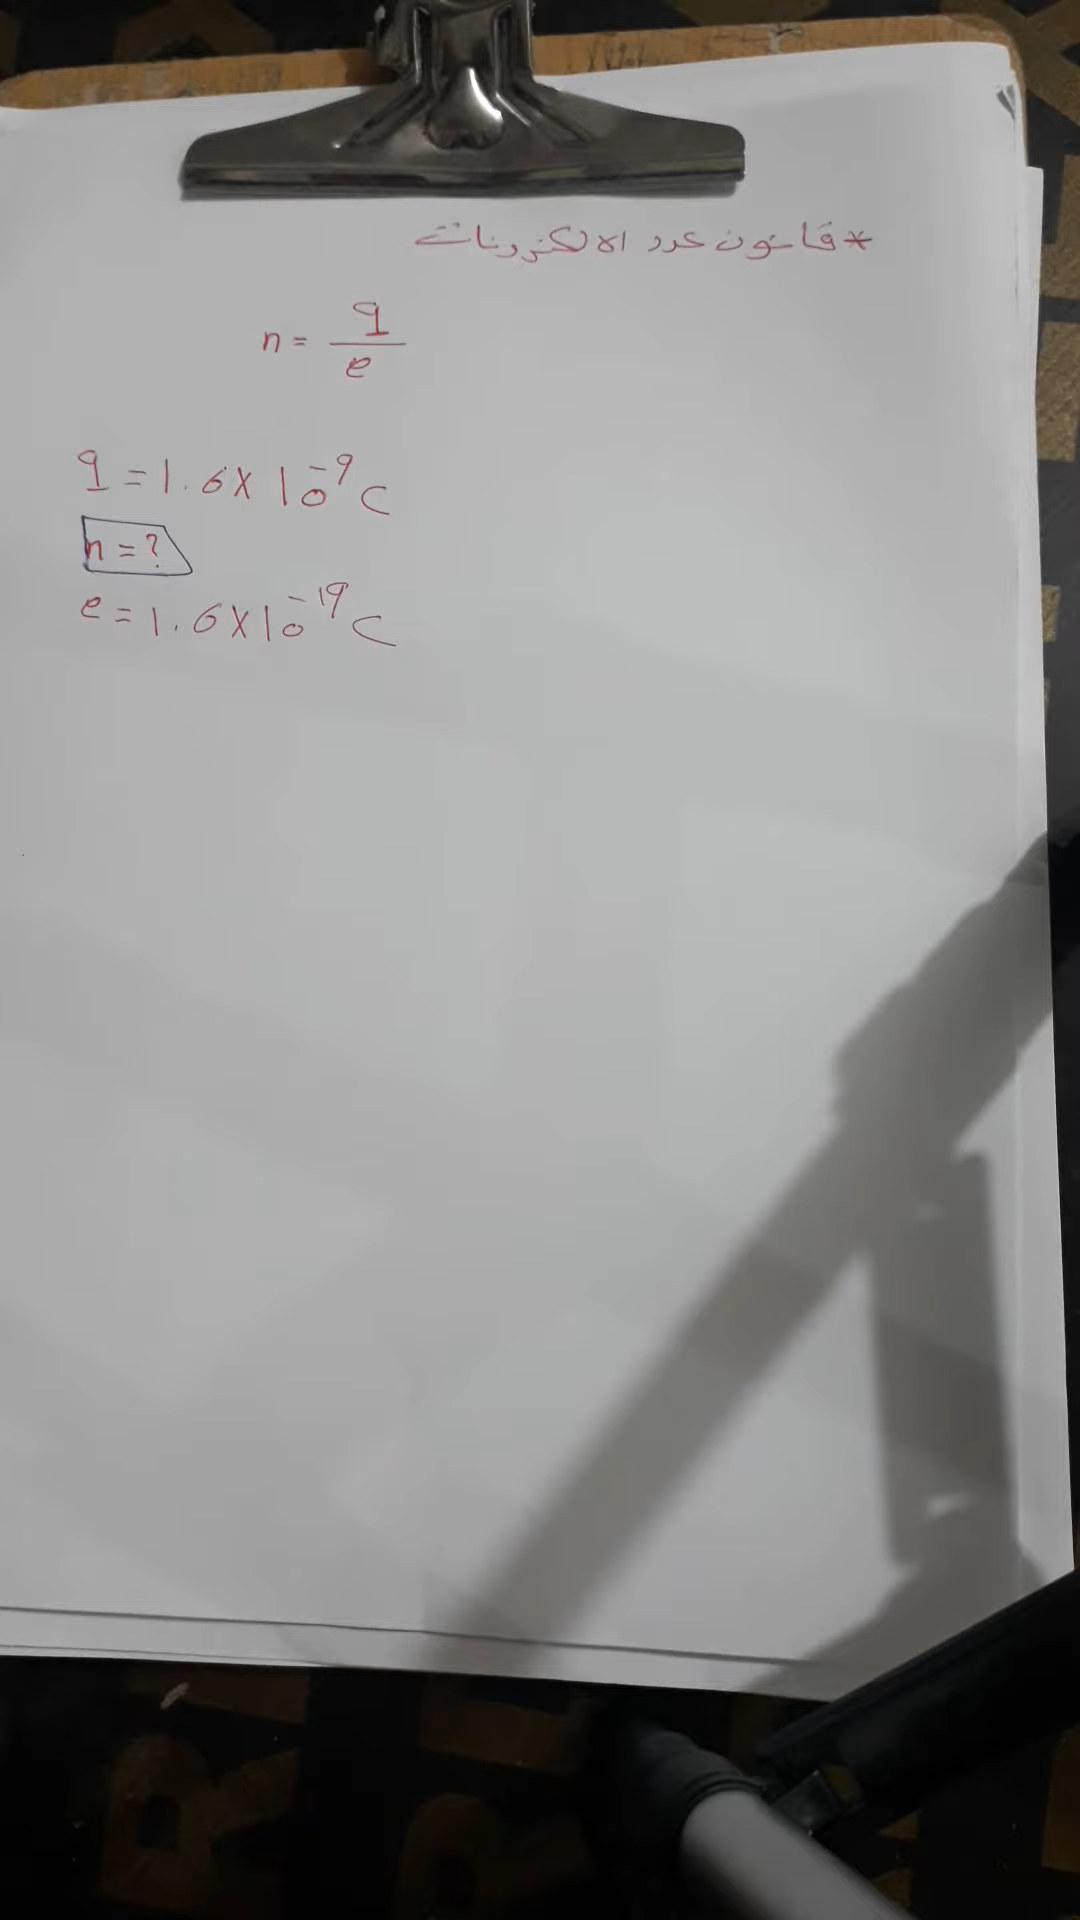 * قانون عدد الالكترونات
n = q / e
q = 1.6 × 10⁻⁹ C
n = ?
e = 1.6 × 10⁻¹⁹ C